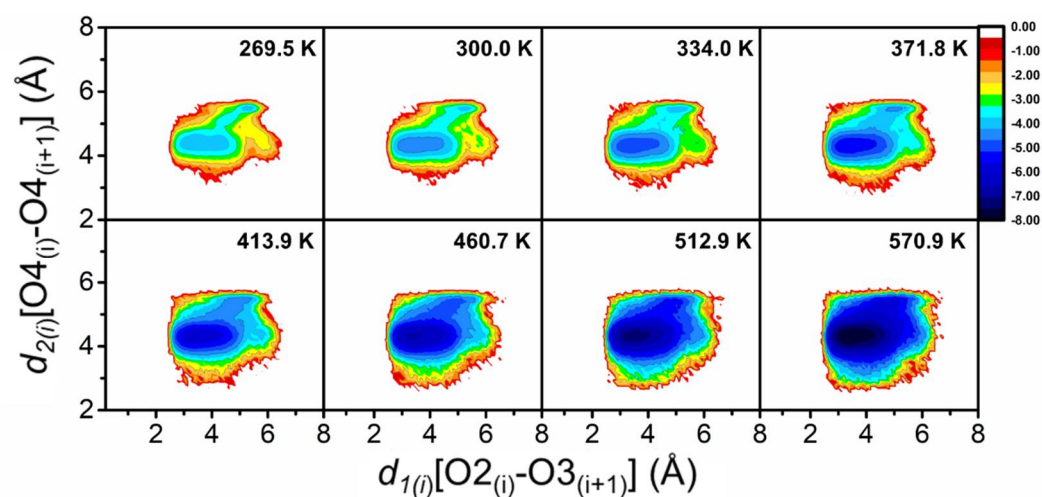 8
6
4
2
269.5 K
300.0 K
334.0 K
371.8 K
0.00
-1.00
-2.00
-3.00
-4.00
-5.00
-6.00
-7.00
-8.00
6
4
2
413.9 K
460.7 K
512.9 K
570.9 K
2 4 6 8 2 4 6 8 2 4 6 8 2 4 6 8
d2(i)[O4(i)-O4(i+1)] (Å)
d1(i)[O2(i)-O3(i+1)] (Å)